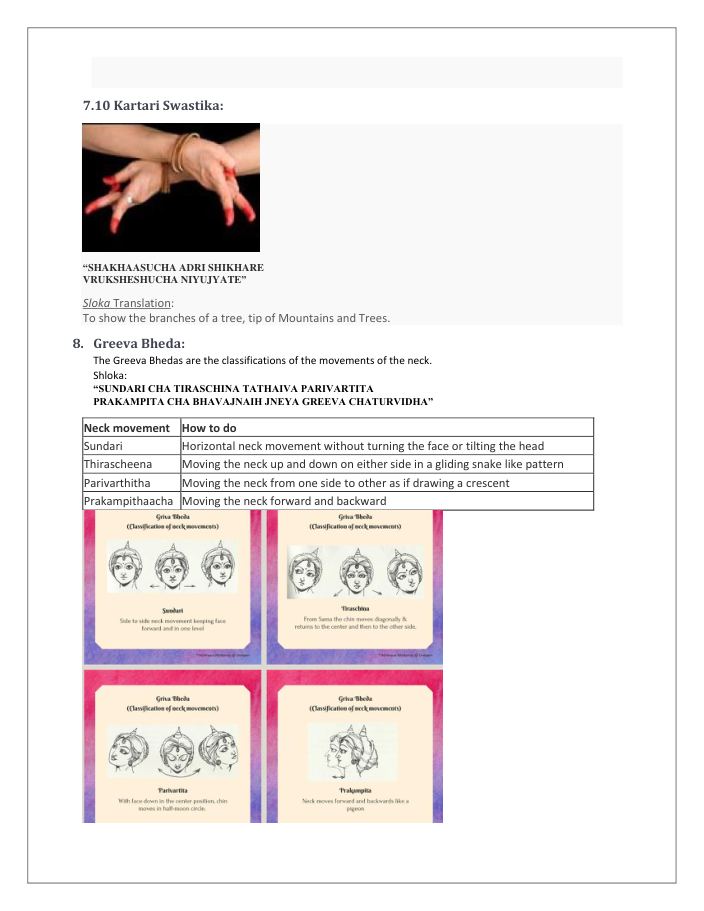 7.10 Kartari Swastika:
“SHAKHAASUCHA ADRI SHIKHARE
VRUKSHESHUCHA NIYUJYATE”
Sloka Translation:
To show the branches of a tree, tip of Mountains and Trees.
8. Greeva Bheda:
The Greeva Bhedas are the classifications of the movements of the neck.
Shloka:
“SUNDARI CHA TIRASCHINA TATHAIVA PARIVARTITA
PRAKAMPITA CHA BHAVAJNAIH JNEYA GREEVA CHATURVIDHA”
Neck movement How to do
Sundari Horizontal neck movement without turning the face or tilting the head
Thirascheena Moving the neck up and down on either side in a gliding snake like pattern
Parivarthitha Moving the neck from one side to other as if drawing a crescent
Prakampithaacha Moving the neck forward and backward
Griva Bheda
(Classification of neck movements)
Sundari
Side to side neck movement keeping face
forward and in one level
Griva Bheda
(Classification of neck movements)
Tiraschina
From Sama the chin moves diagonally &
returns to the center and then to the other side.
Griva Bheda
(Classification of neck movements)
Parivartita
With face down in the center position, chin
moves in half-moon circle.
Griva Bheda
(Classification of neck movements)
Prakampita
Neck moves forward and backwards like a
pigeon